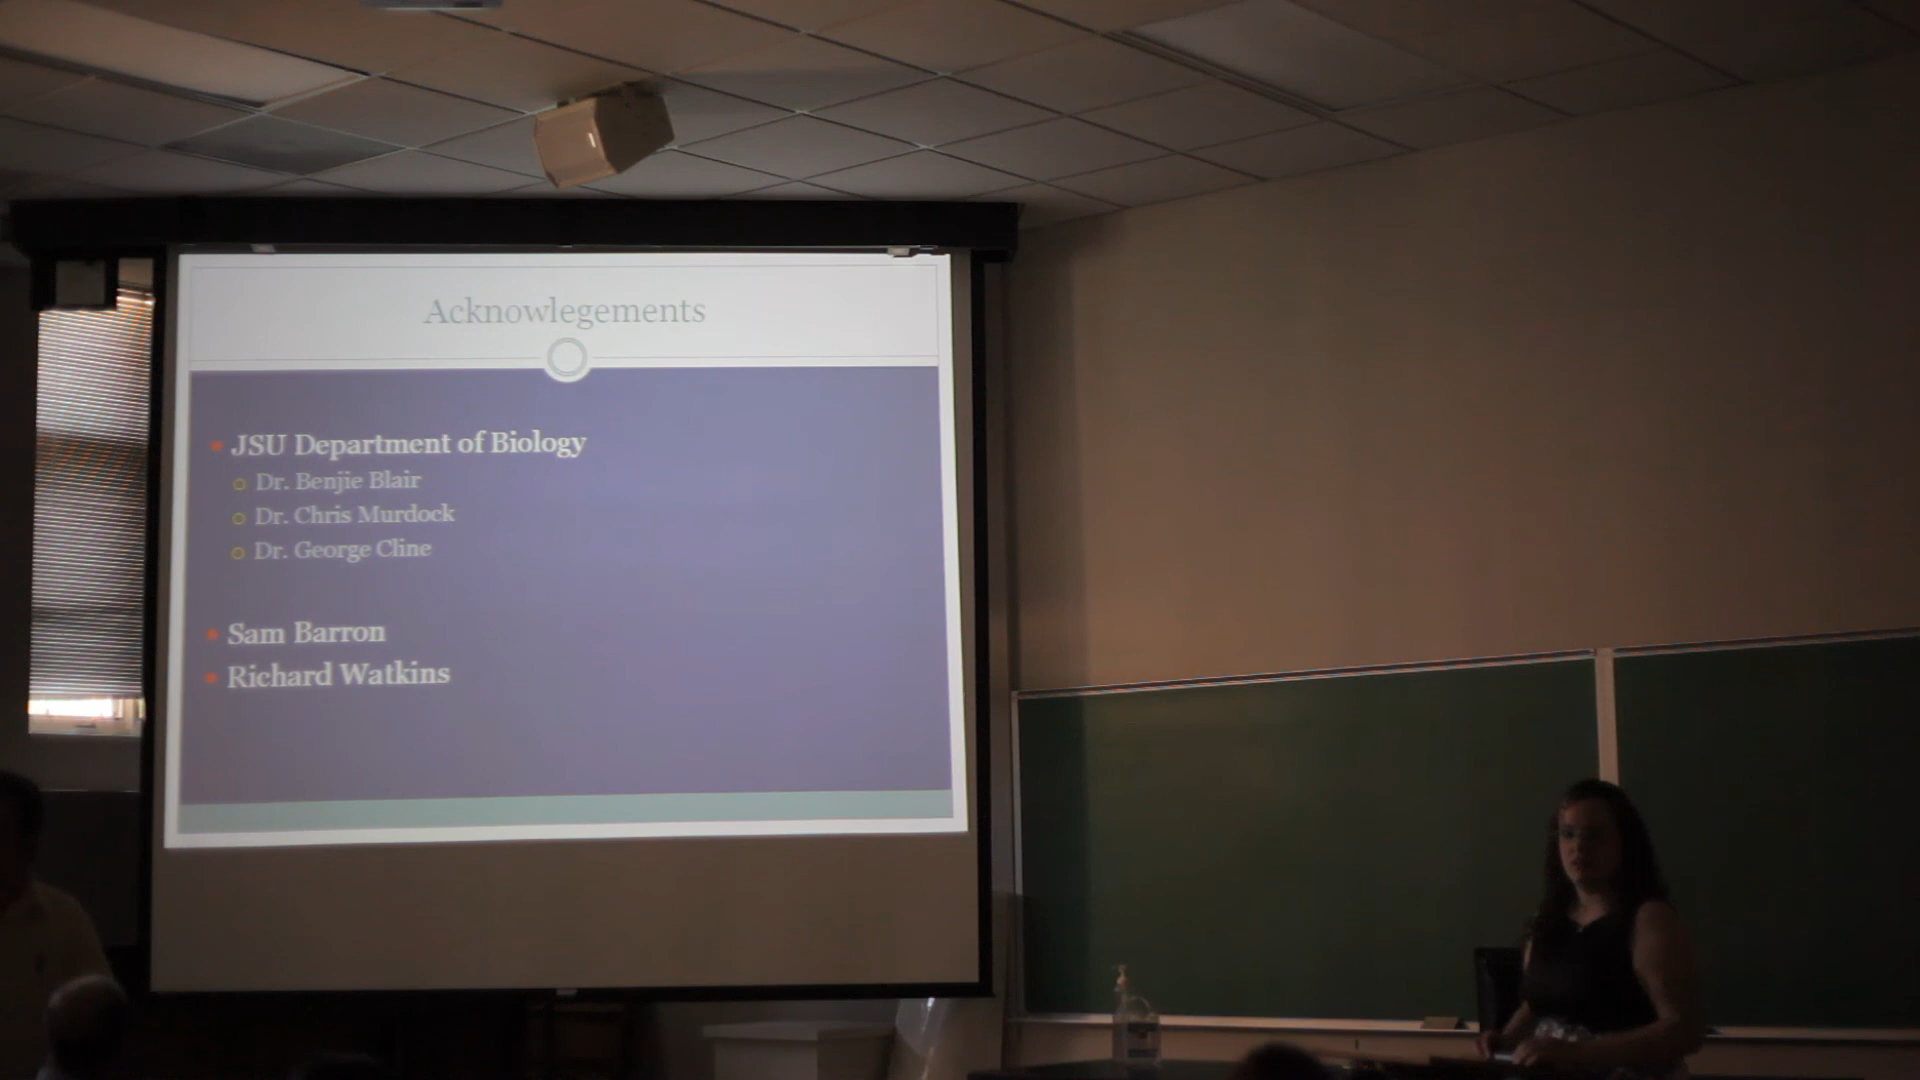 Acknowlegements
JSU Department of Biology
Dr. Benjie Blair
Dr. Chris Murdock
Dr. George Cline
Sam Barron
Richard Watkins